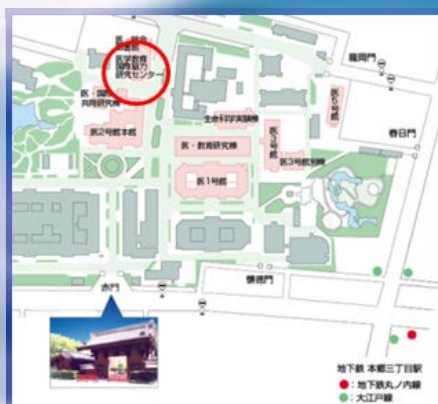 医・総合
図書館
医学教育
国際協力
研究センター
龍岡門
医・国際
共同研究棟
生命科学実験棟
医5号館
春日門
医2号館本館
医・教育研究棟
医3号館
医3号館別棟
医1号館
赤門
懐徳門
地下鉄 本郷三丁目駅
●：地下鉄丸ノ内線
●：大江戸線